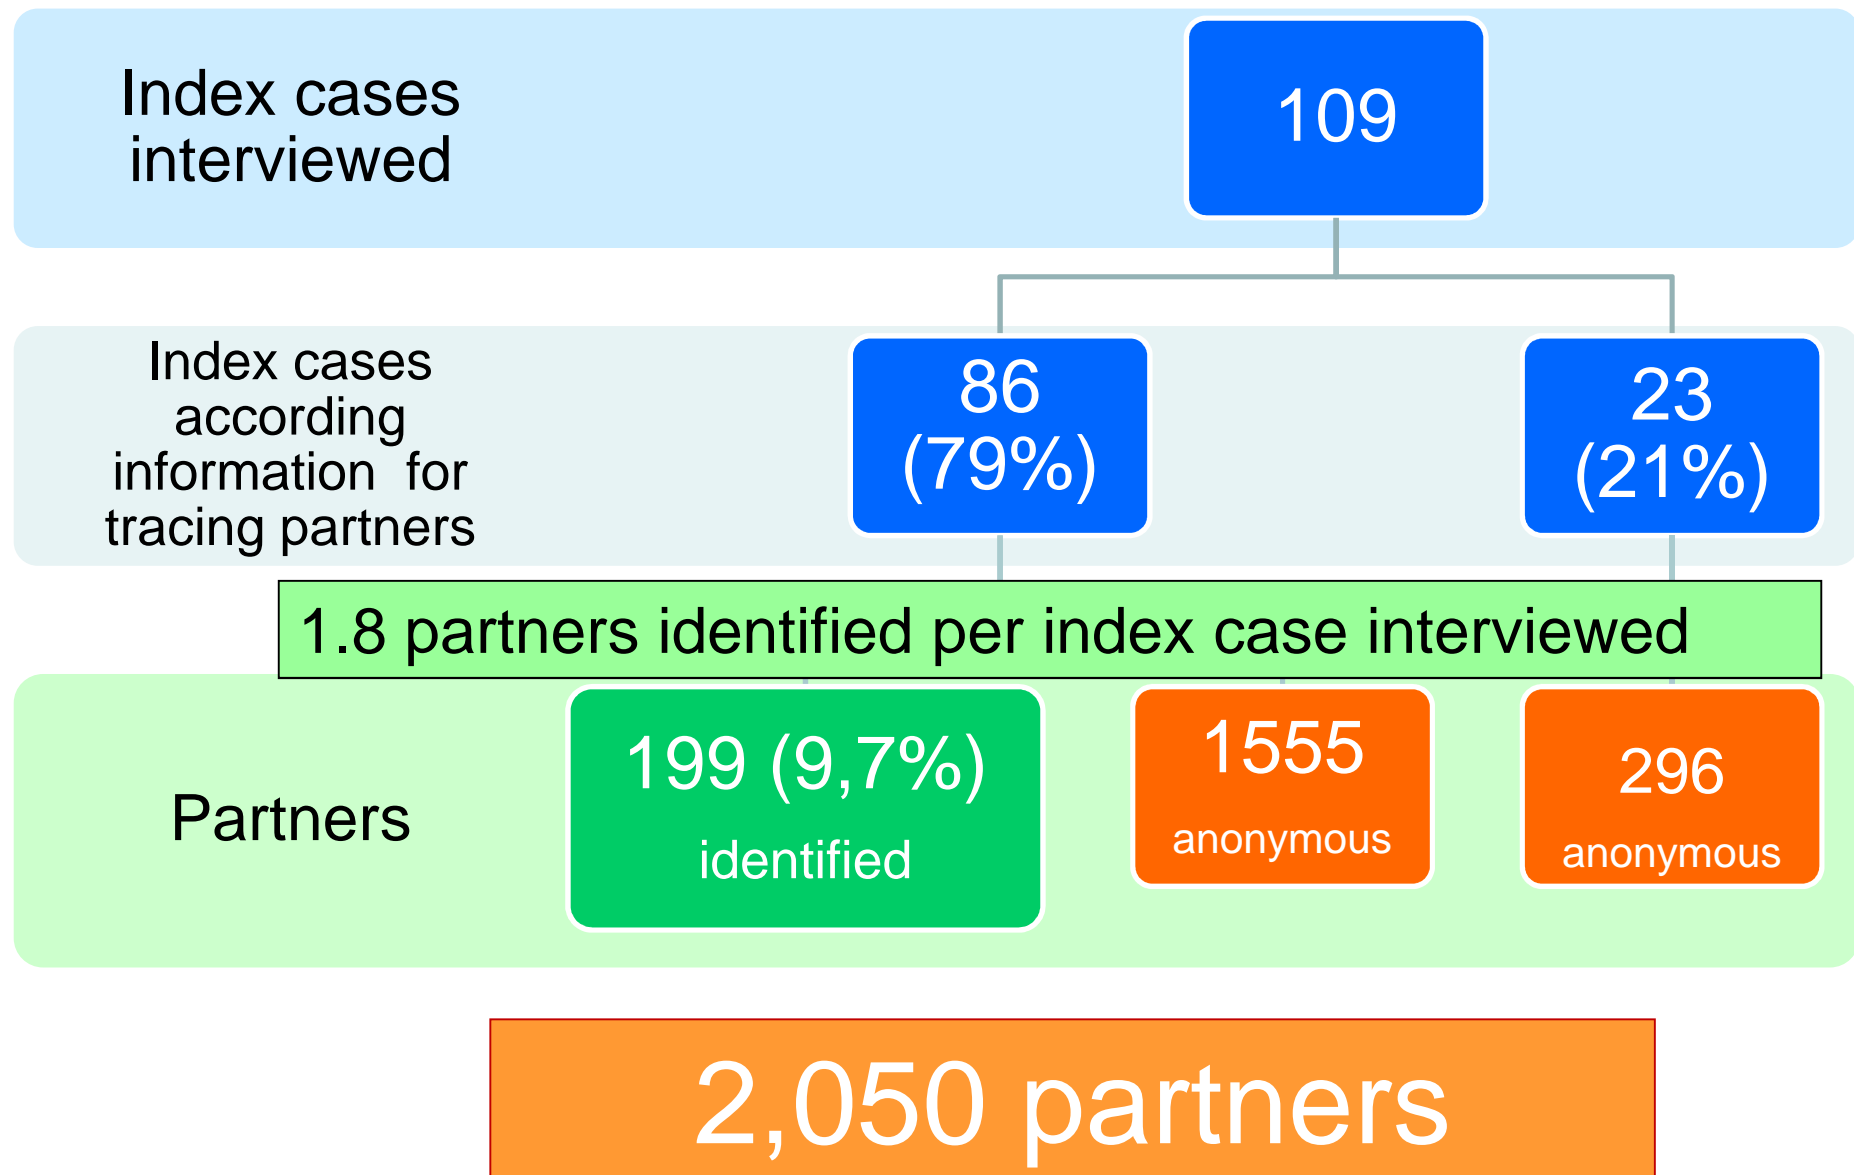 Index cases
interviewed
109
Index cases
according
information for
tracing partners
86
(79%)
23
(21%)
1.8 partners identified per index case interviewed
Partners
199 (9,7%)
identified
1555
anonymous
296
anonymous
2,050 partners